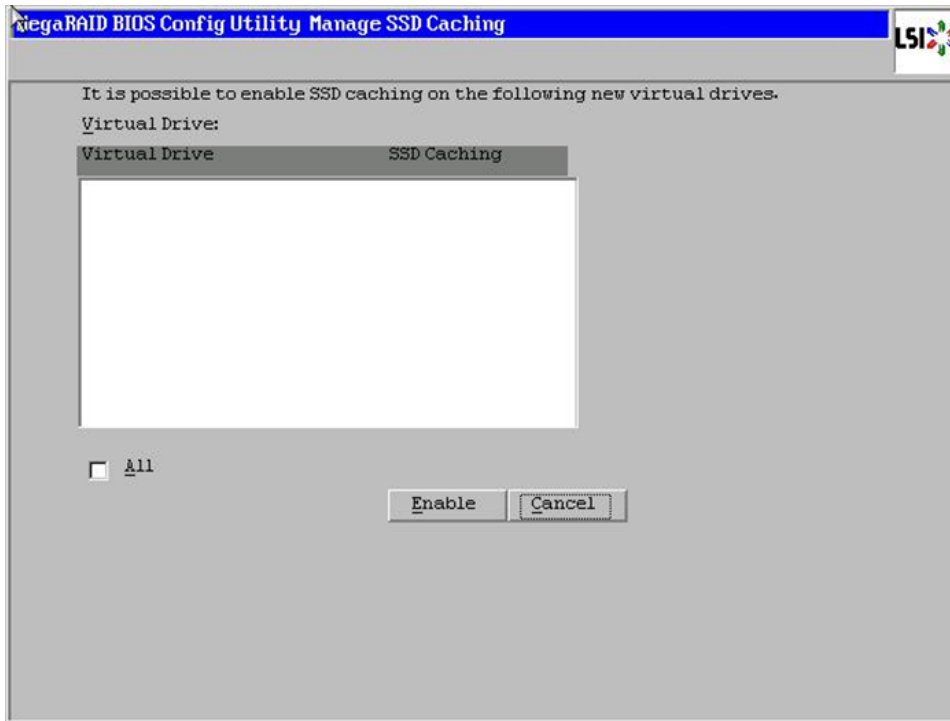 MegaRAID BIOS Config Utility Manage SSD Caching
LSI
It is possible to enable SSD caching on the following new virtual drives.
Virtual Drive:
Virtual Drive SSD Caching
All
Enable Cancel